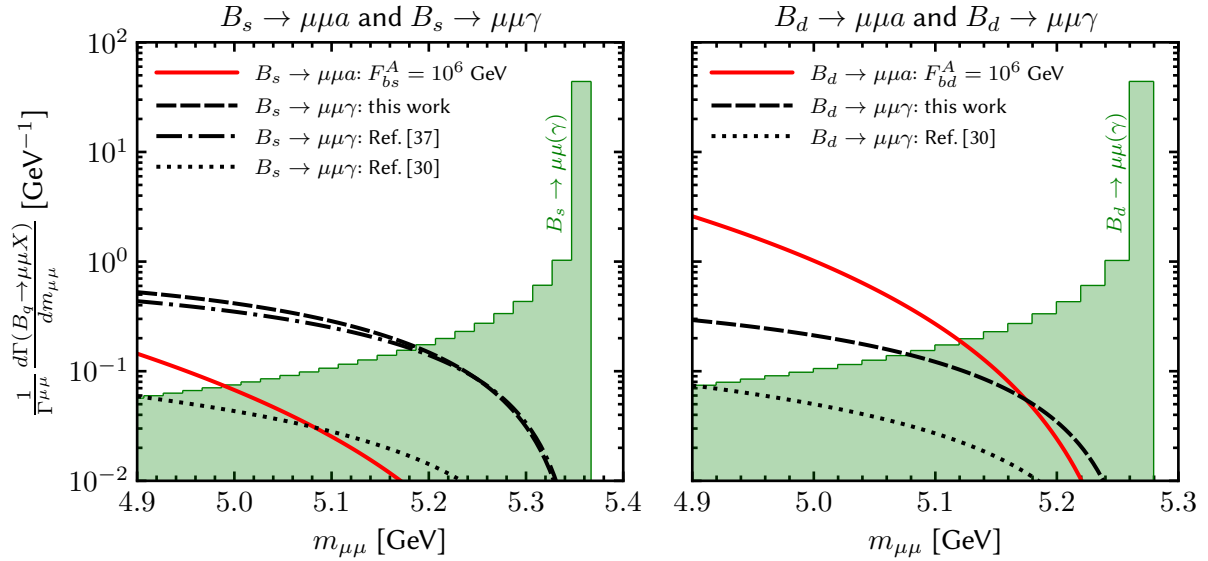 B_s → μμa and B_s → μμγ
B_d → μμa and B_d → μμγ
1/Γ^{μμ} dΓ(B_q→μμX)/dm_{μμ} [GeV^{−1}]
10^2
10^1
10^0
10^{−1}
10^{−2}
B_s → μμa: F^A_{bs} = 10^6 GeV
B_s → μμγ: this work
B_s → μμγ: Ref. [37]
B_s → μμγ: Ref. [30]
B_s → μμ(γ)
4.9 5.0 5.1 5.2 5.3 5.4
m_{μμ} [GeV]
B_d → μμa: F^A_{bd} = 10^6 GeV
B_d → μμγ: this work
B_d → μμγ: Ref. [30]
B_d → μμ(γ)
4.9 5.0 5.1 5.2 5.3
m_{μμ} [GeV]